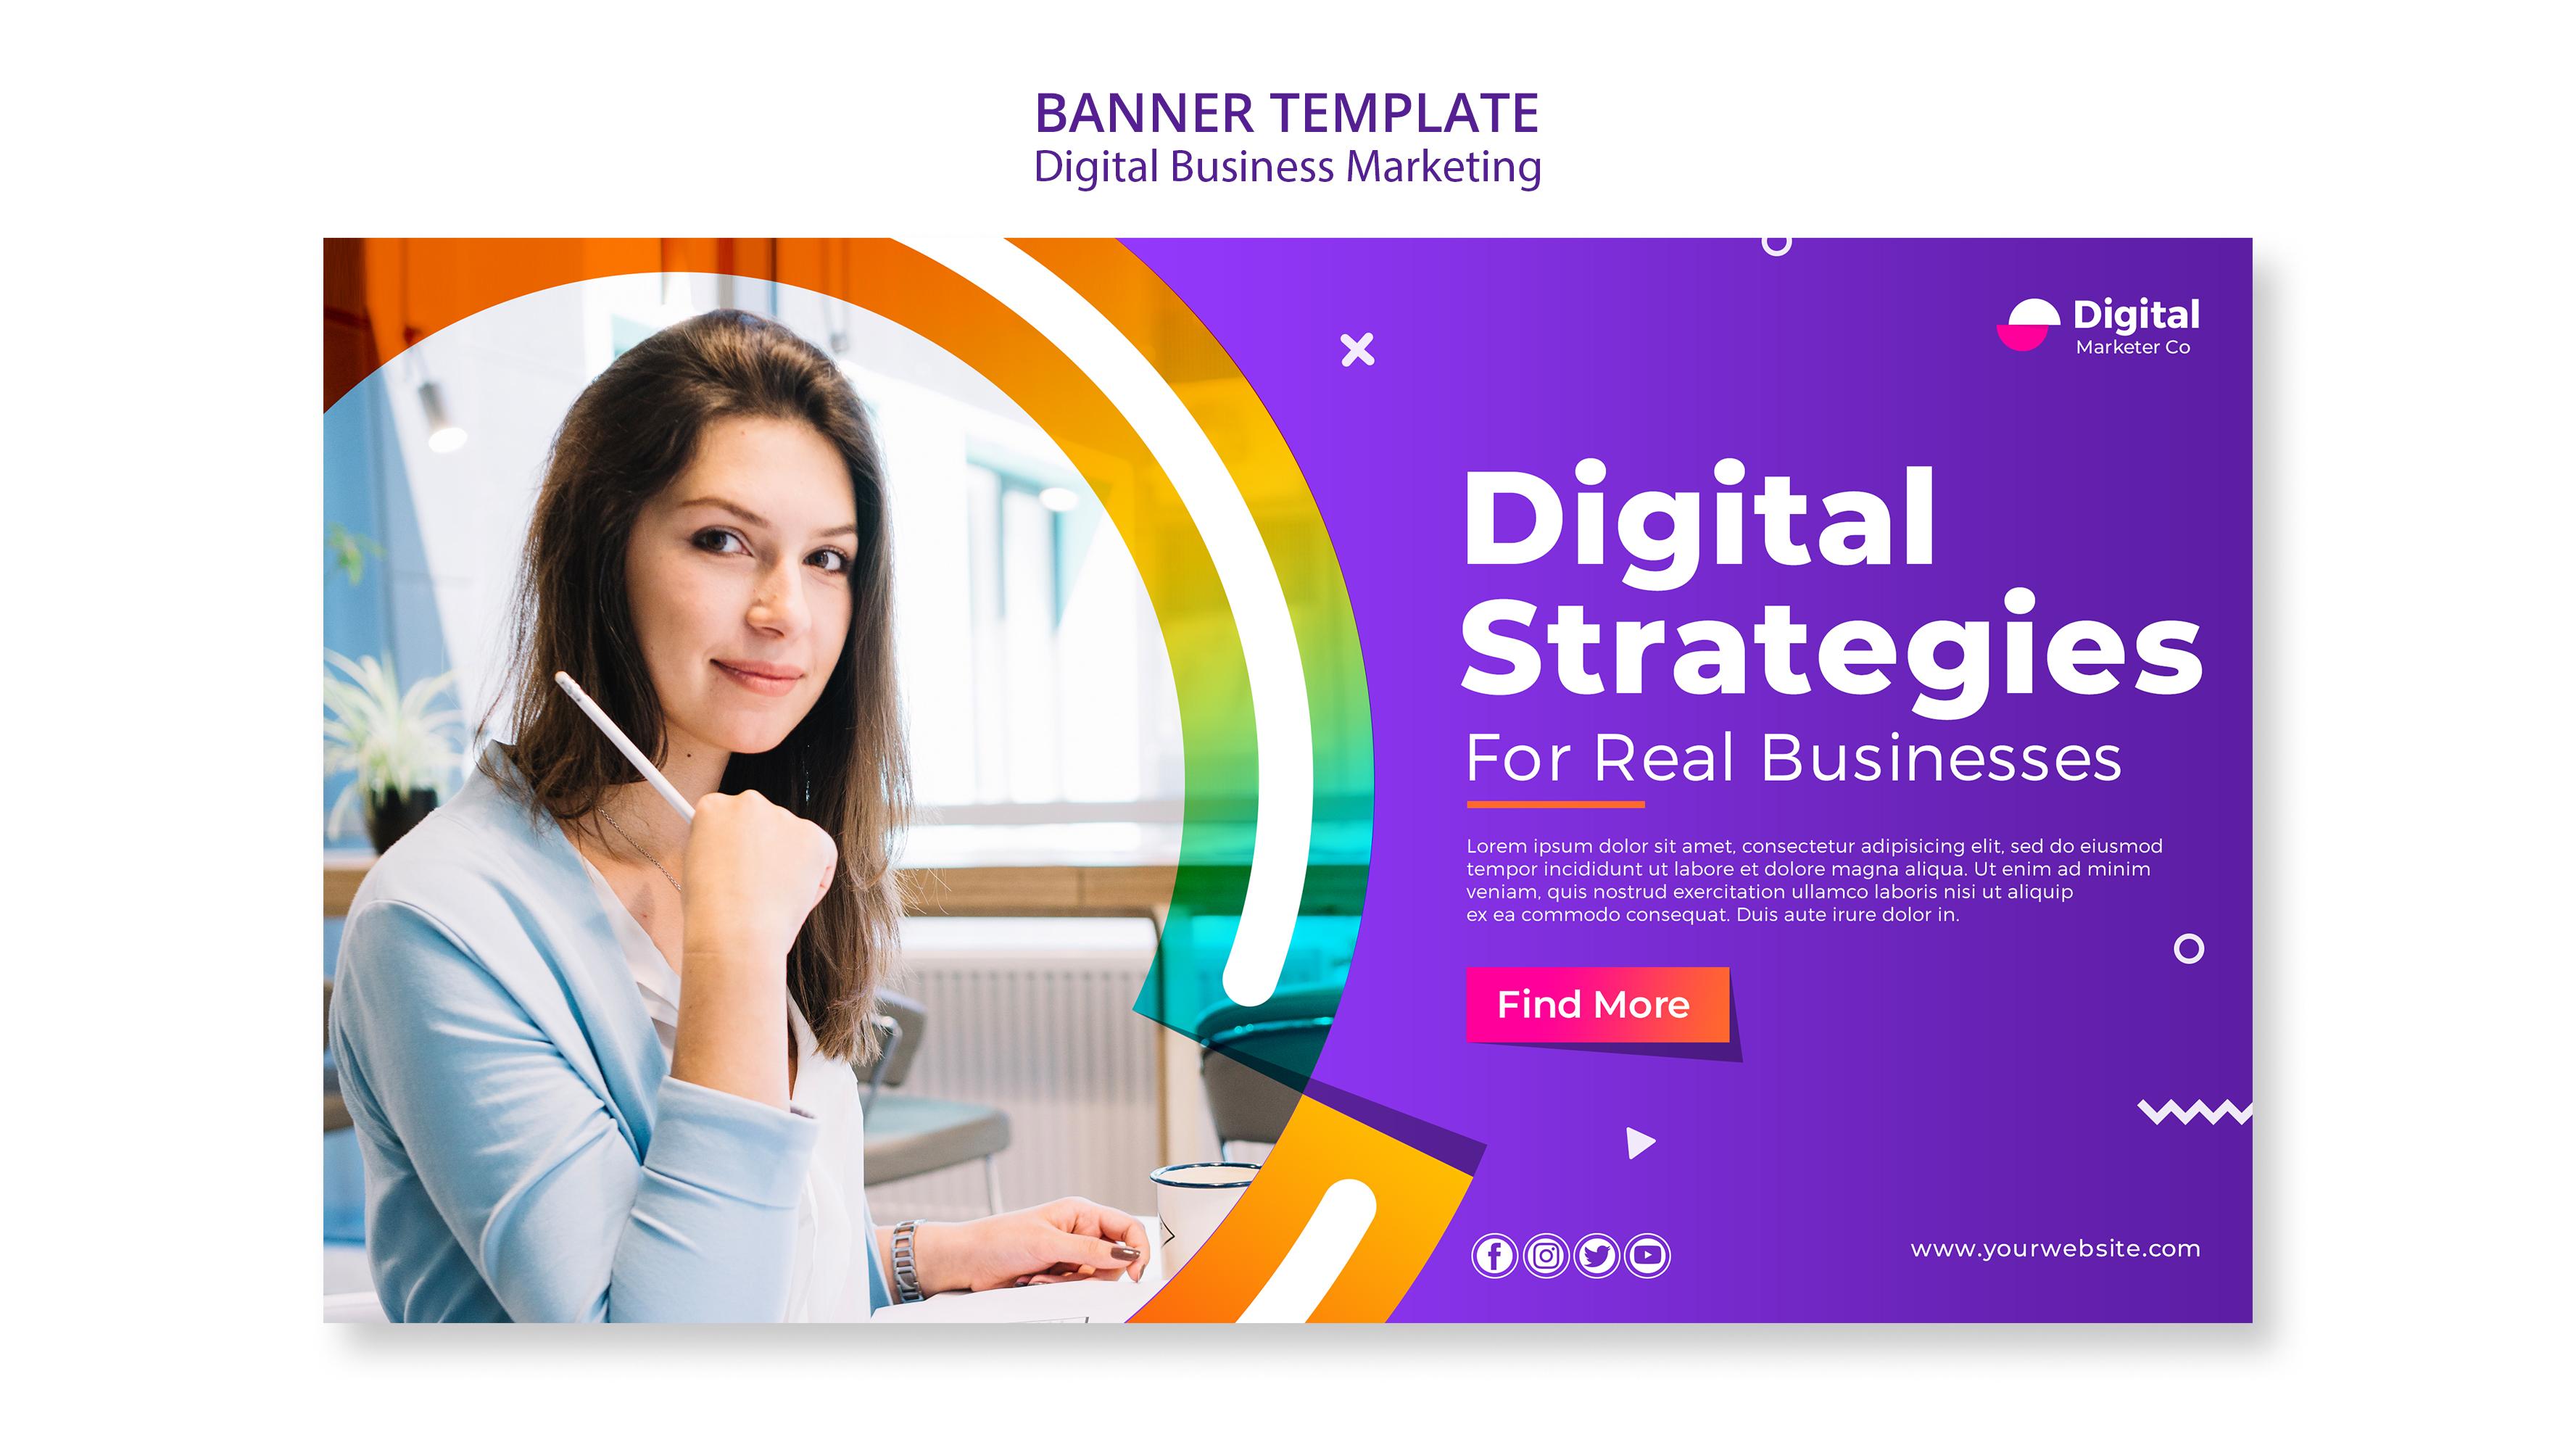 BANNER TEMPLATE
Digital Business Marketing
Digital
Marketer Co
Digital
Strategies
For Real Businesses
Lorem ipsum dolor sit amet, consectetur adipisicing elit, sed do eiusmod
tempor incididunt ut labore et dolore magna aliqua. Ut enim ad minim
veniam, quis nostrud exercitation ullamco laboris nisi ut aliquip
ex ea commodo consequat. Duis aute irure dolor in.
Find More
www.yourwebsite.com